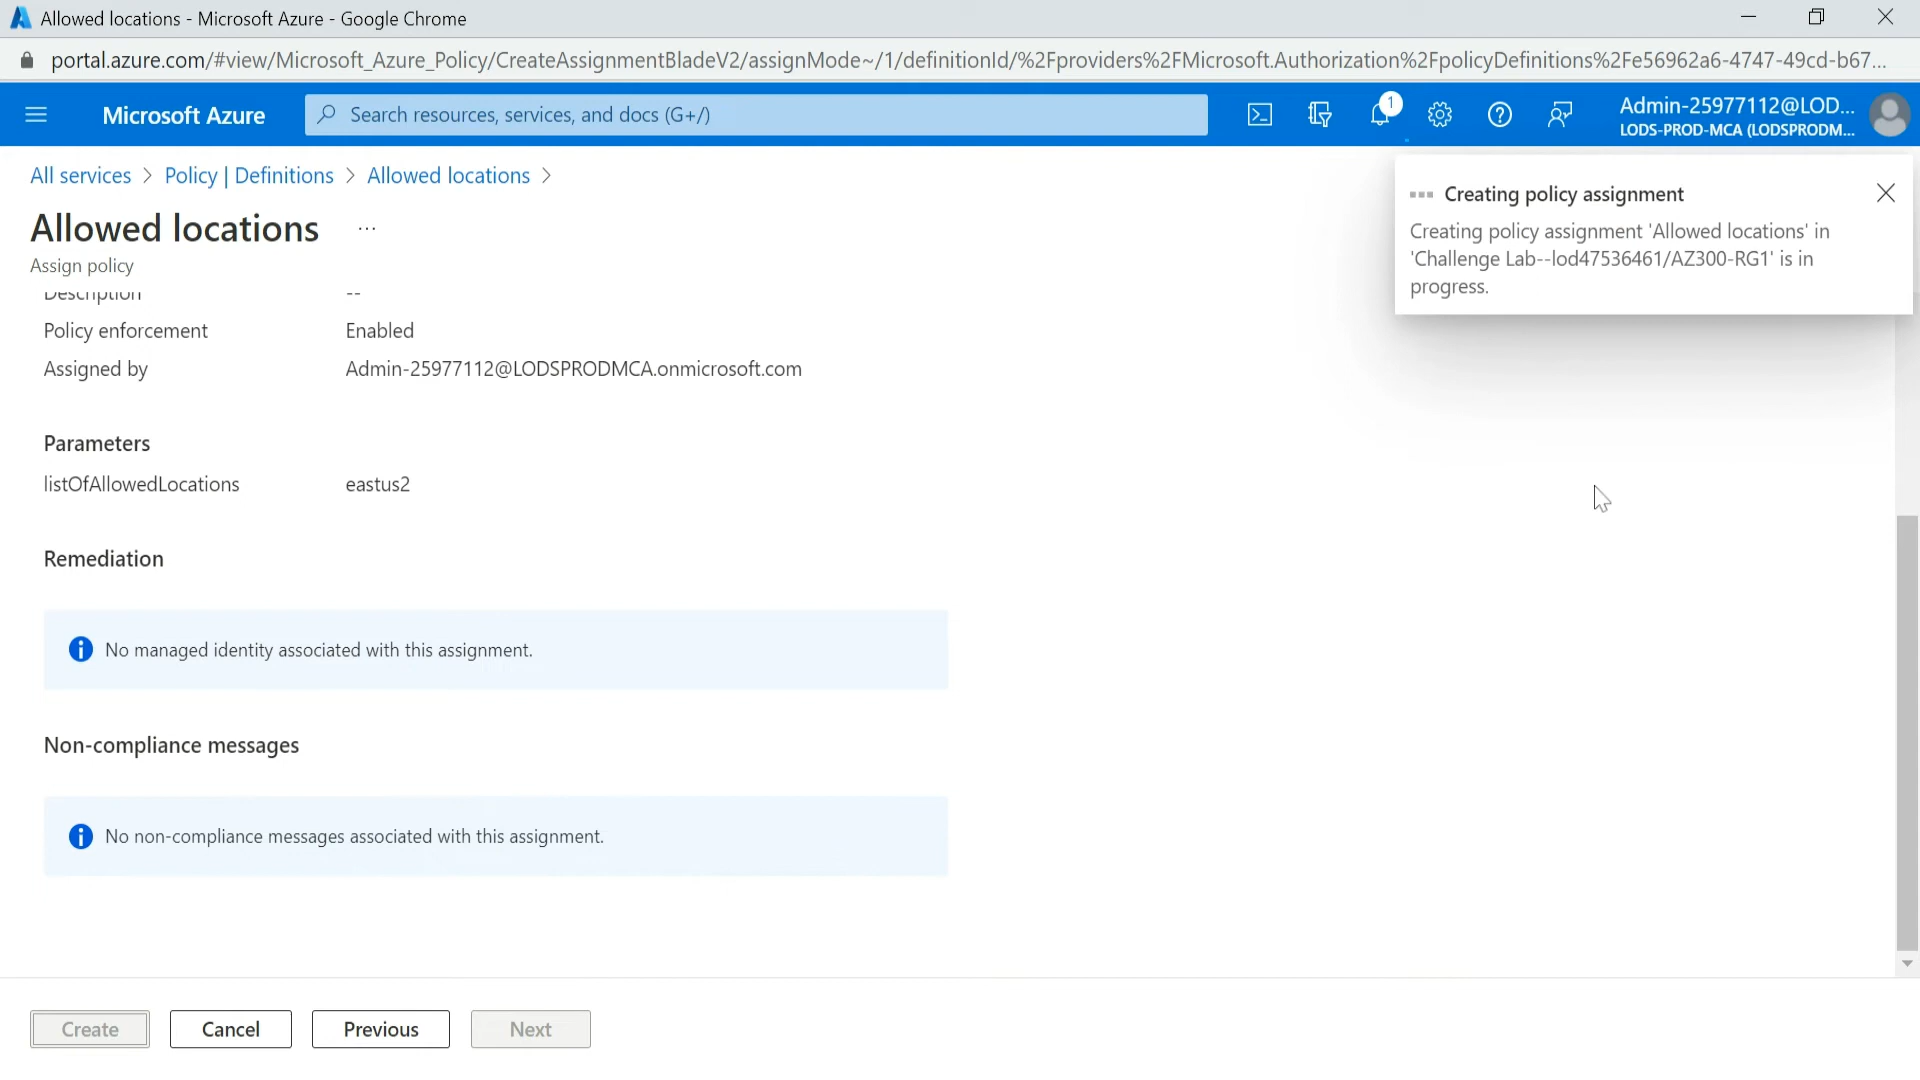 Allowed locations - Microsoft Azure - Google Chrome
portal.azure.com/#view/Microsoft_Azure_Policy/CreateAssignmentBladeV2/assignMode~/1/definitionId/%2Fproviders%2FMicrosoft.Authorization%2FpolicyDefinitions%2Fe56962a6-4747-49cd-b67...
Microsoft Azure
Search resources, services, and docs (G+/)
1
Admin-25977112@LOD...
LODS-PROD-MCA (LODSPRODM...
All services > Policy | Definitions > Allowed locations >
Allowed locations ...
Assign policy
Creating policy assignment
Creating policy assignment 'Allowed locations' in
'Challenge Lab--lod47536461/AZ300-RG1' is in
progress.
Description --
Policy enforcement Enabled
Assigned by Admin-25977112@LODSPRODMCA.onmicrosoft.com
Parameters
listOfAllowedLocations eastus2
Remediation
No managed identity associated with this assignment.
Non-compliance messages
No non-compliance messages associated with this assignment.
Create Cancel Previous Next